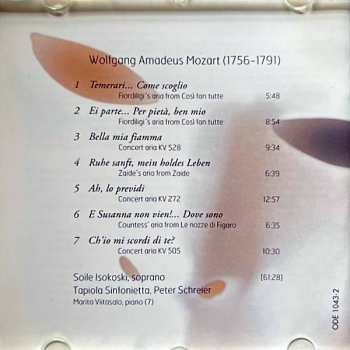 Wolfgang Amadeus Mozart (1756-1791)
1 Temerari... Come scoglio
Fiordiligi's aria from Così fan tutte 5:48
2 Ei parte... Per pietà, ben mio
Fiordiligi's aria from Così fan tutte 8:54
3 Bella mia fiamma
Concert aria KV 528 9:34
4 Ruhe sanft, mein holdes Leben
Zaide's aria from Zaide 6:39
5 Ah, lo previdi
Concert aria KV 272 12:57
6 E Susanna non vien!... Dove sono
Countess' aria from Le nozze di Figaro 6:35
7 Ch'io mi scordi di te?
Concert aria KV 505 10:30
Soile Isokoski, soprano [61:28]
Tapiola Sinfonietta, Peter Schreier
Marita Viitasalo, piano (7)
ODE 1043-2